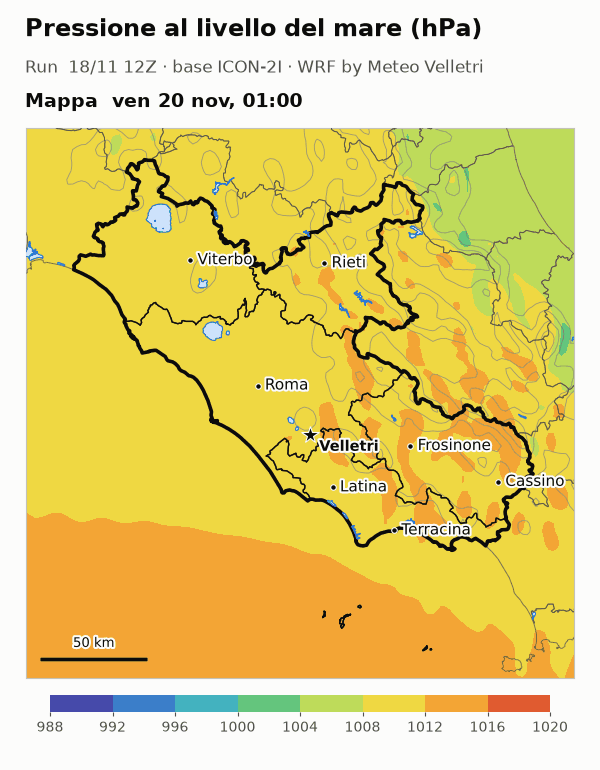 Pressione al livello del mare (hPa)
Run  18/11 12Z · base ICON-2I · WRF by Meteo Velletri
Mappa  ven 20 nov, 01:00
Viterbo
Rieti
Roma
Velletri
Frosinone
Latina
Cassino
Terracina
50 km
988 992 996 1000 1004 1008 1012 1016 1020